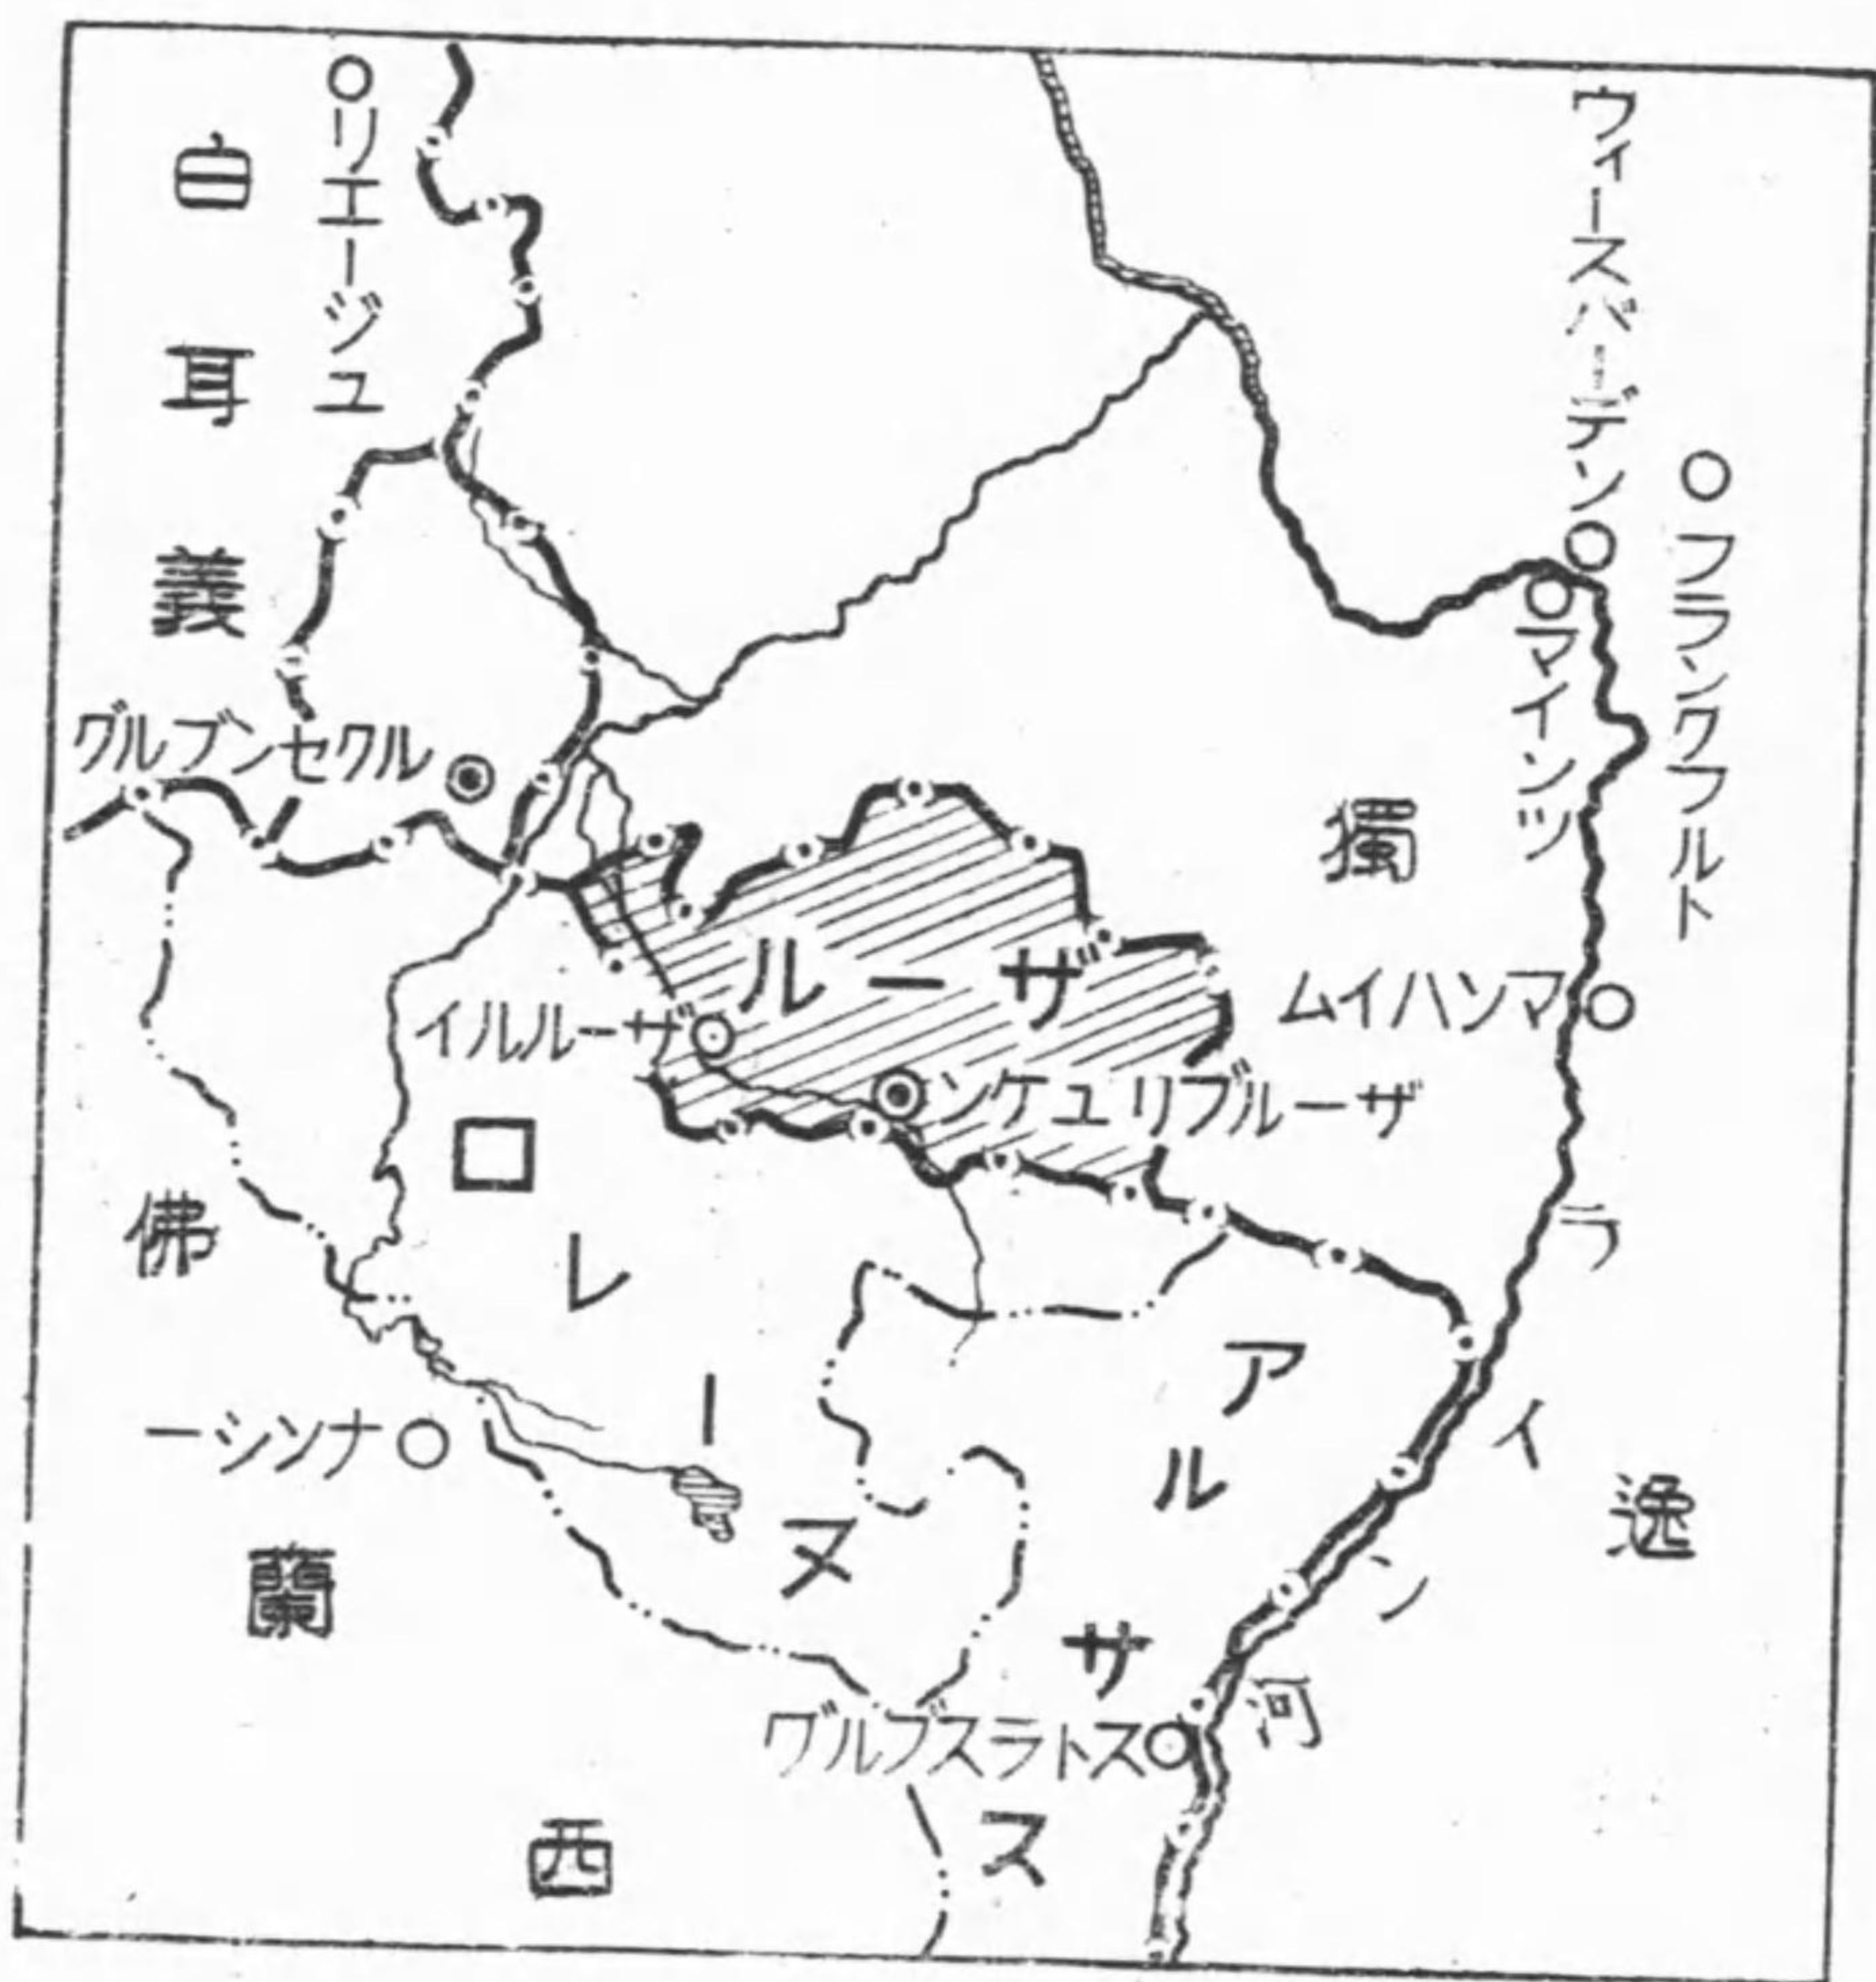 ウィースバーデン
フランクフルト
マインツ
獨逸
マンハイム
ライン河
リエージュ
白耳義
ルクセンブルグ
ザール
ザールルイ
ザールブリュケン
ロレーヌ
アルザス
ナンシー
ストラスブルグ
佛蘭西